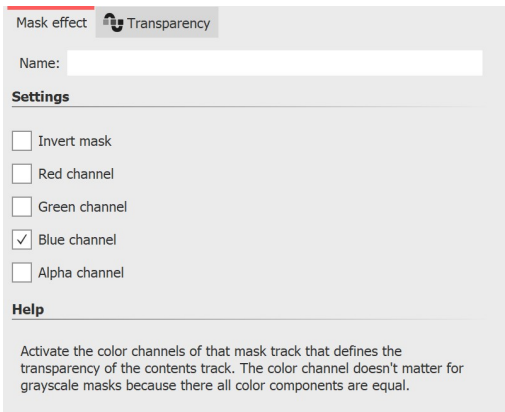 Mask effect Transparency
Name:
Settings
Invert mask
Red channel
Green channel
Blue channel
Alpha channel
Help
Activate the color channels of that mask track that defines the
transparency of the contents track. The color channel doesn't matter for
grayscale masks because there all color components are equal.